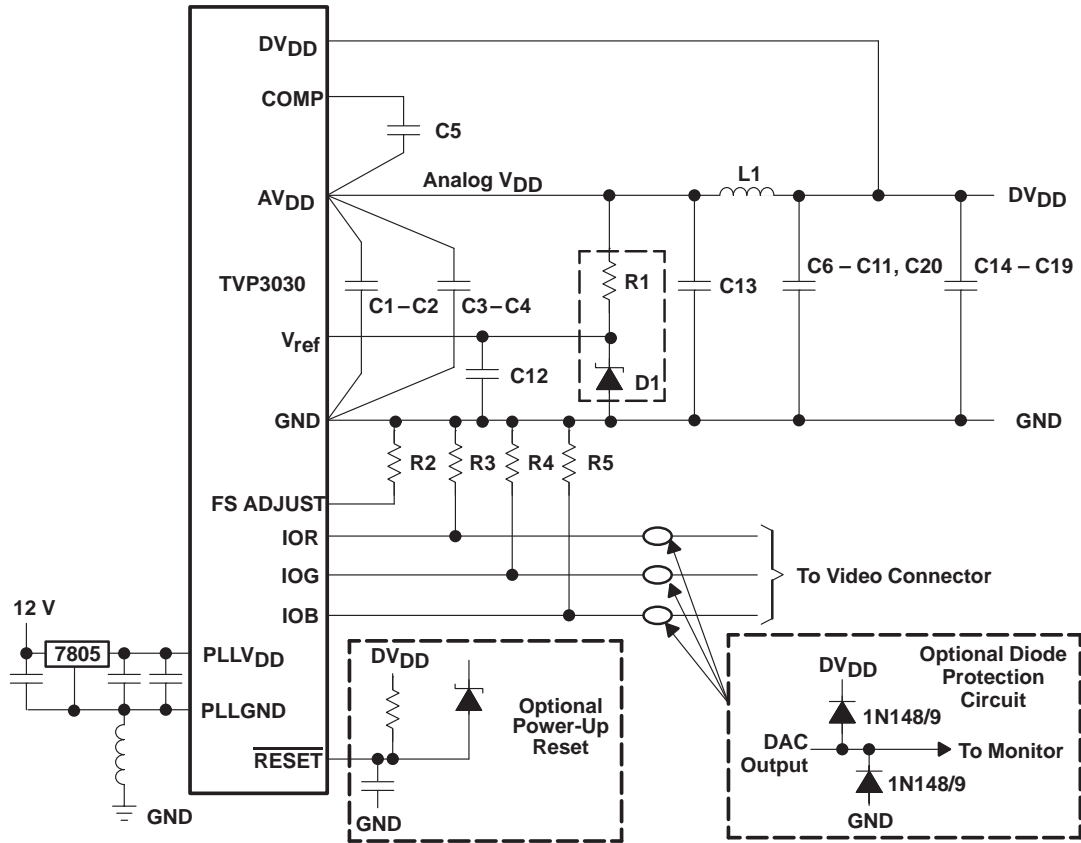 DVDD
COMP
C5
Analog VDD
L1
AVDD
DVDD
TVP3030
C1–C2
C3–C4
R1
C13
C6 – C11, C20
C14 – C19
Vref
C12
D1
GND
GND
R2
R3
R4
R5
FS ADJUST
IOR
IOG
IOB
To Video Connector
12 V
7805
PLLVDD
PLLGND
RESET
GND
DVDD
Optional
Power-Up
Reset
GND
Optional Diode
Protection
Circuit
DVDD
1N148/9
DAC
Output
To Monitor
1N148/9
GND